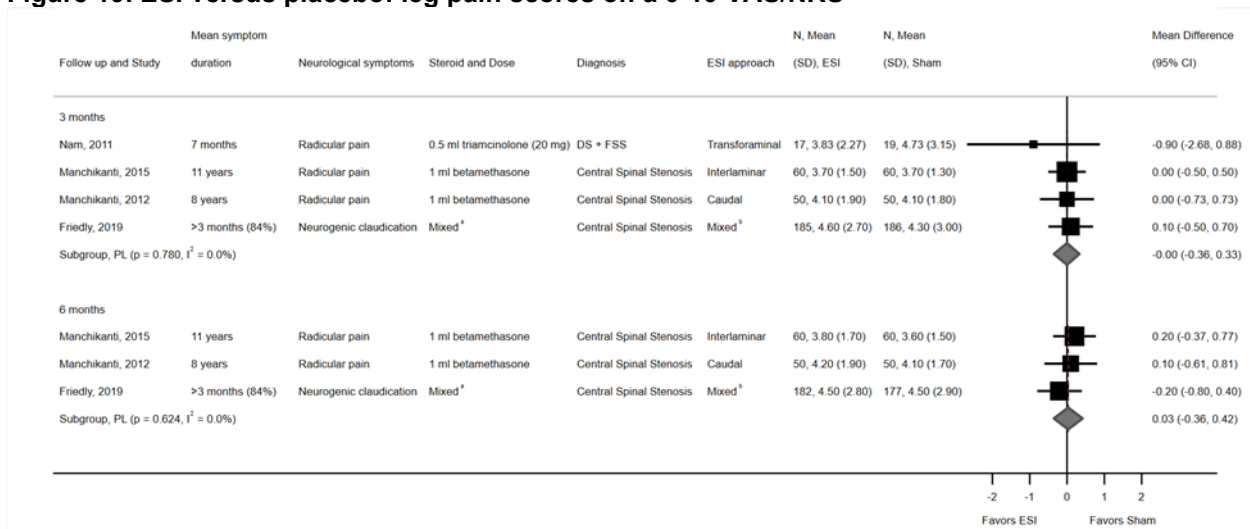 Figure 10: ESI versus placebo: leg pain scores on a 0-10 VAS/NRS
Mean symptom N, Mean N, Mean Mean Difference
Follow up and Study duration Neurological symptoms Steroid and Dose Diagnosis ESI approach (SD), ESI (SD), Sham (95% CI)
3 months
Nam, 2011 7 months Radicular pain 0.5 ml triamcinolone (20 mg) DS + FSS Transforaminal 17, 3.83 (2.27) 19, 4.73 (3.15) -0.90 (-2.68, 0.88)
Manchikanti, 2015 11 years Radicular pain 1 ml betamethasone Central Spinal Stenosis Interlaminar 60, 3.70 (1.50) 60, 3.70 (1.30) 0.00 (-0.50, 0.50)
Manchikanti, 2012 8 years Radicular pain 1 ml betamethasone Central Spinal Stenosis Caudal 50, 4.10 (1.90) 50, 4.10 (1.80) 0.00 (-0.73, 0.73)
Friedly, 2019 >3 months (84%) Neurogenic claudication Mixed a Central Spinal Stenosis Mixed b 185, 4.60 (2.70) 186, 4.30 (3.00) 0.10 (-0.50, 0.70)
Subgroup, PL (p = 0.780, I² = 0.0%) -0.00 (-0.36, 0.33)
6 months
Manchikanti, 2015 11 years Radicular pain 1 ml betamethasone Central Spinal Stenosis Interlaminar 60, 3.80 (1.70) 60, 3.60 (1.50) 0.20 (-0.37, 0.77)
Manchikanti, 2012 8 years Radicular pain 1 ml betamethasone Central Spinal Stenosis Caudal 50, 4.20 (1.90) 50, 4.10 (1.70) 0.10 (-0.61, 0.81)
Friedly, 2019 >3 months (84%) Neurogenic claudication Mixed a Central Spinal Stenosis Mixed b 182, 4.50 (2.80) 177, 4.50 (2.90) -0.20 (-0.80, 0.40)
Subgroup, PL (p = 0.624, I² = 0.0%) 0.03 (-0.36, 0.42)
-2 -1 0 1 2
Favors ESI Favors Sham